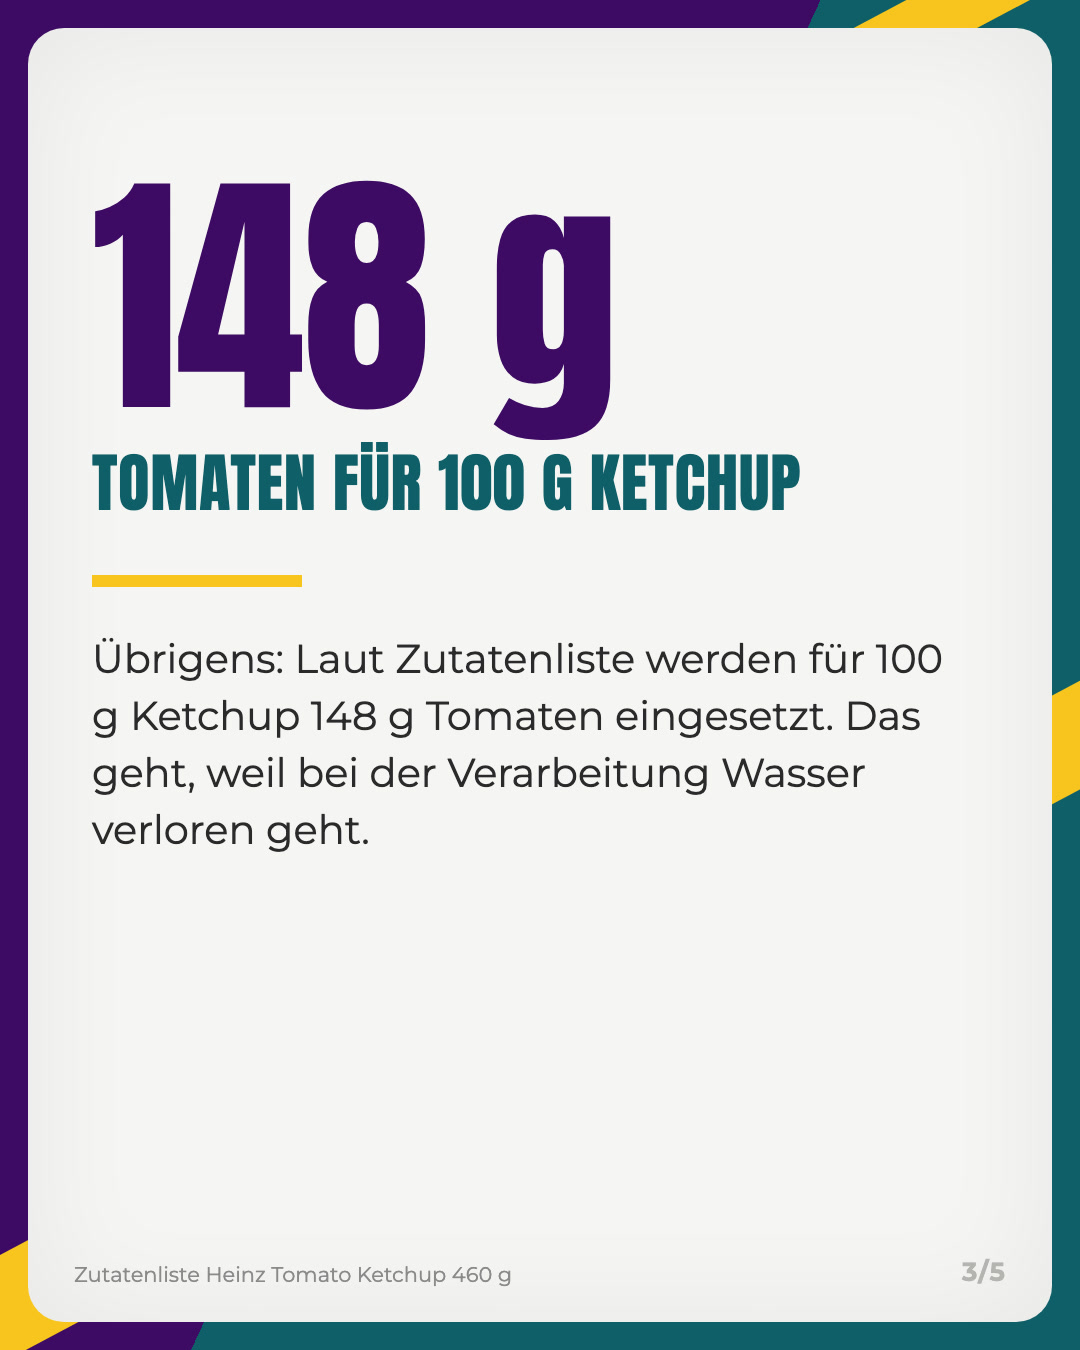 148 g
TOMATEN FÜR 100 G KETCHUP
Übrigens: Laut Zutatenliste werden für 100
g Ketchup 148 g Tomaten eingesetzt. Das
geht, weil bei der Verarbeitung Wasser
verloren geht.
Zutatenliste Heinz Tomato Ketchup 460 g
3/5